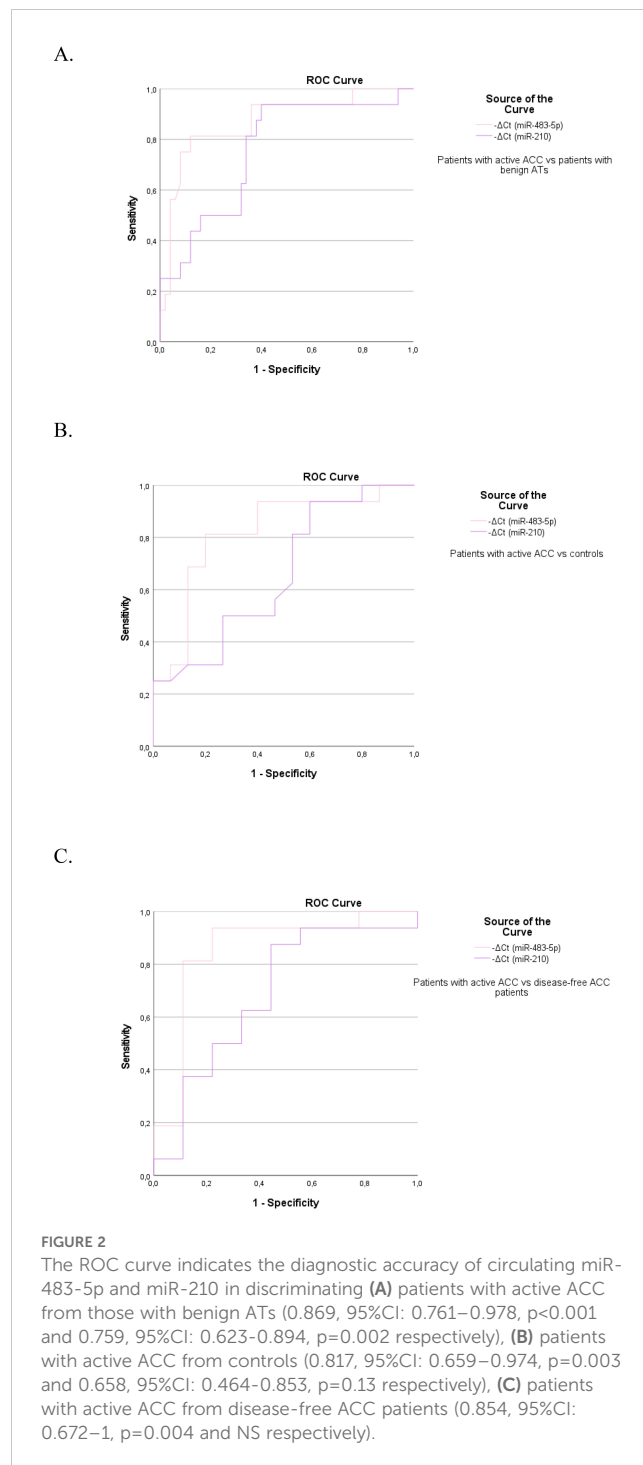 A.
ROC Curve
Source of the
Curve
-ΔCt (miR-483-5p)
-ΔCt (miR-210)
Patients with active ACC vs patients with
benign ATs
Sensitivity
1,0
0,8
0,6
0,4
0,2
0,0
0,0 0,2 0,4 0,6 0,8 1,0
1 - Specificity
B.
ROC Curve
Source of the
Curve
-ΔCt (miR-483-5p)
-ΔCt (miR-210)
Patients with active ACC vs controls
Sensitivity
1,0
0,8
0,6
0,4
0,2
0,0
0,0 0,2 0,4 0,6 0,8 1,0
1 - Specificity
C.
ROC Curve
Source of the
Curve
-ΔCt (miR-483-5p)
-ΔCt (miR-210)
Patients with active ACC vs disease-free ACC
patients
Sensitivity
1,0
0,8
0,6
0,4
0,2
0,0
0,0 0,2 0,4 0,6 0,8 1,0
1 - Specificity
FIGURE 2
The ROC curve indicates the diagnostic accuracy of circulating miR-
483-5p and miR-210 in discriminating (A) patients with active ACC
from those with benign ATs (0.869, 95%CI: 0.761–0.978, p<0.001
and 0.759, 95%CI: 0.623-0.894, p=0.002 respectively), (B) patients
with active ACC from controls (0.817, 95%CI: 0.659–0.974, p=0.003
and 0.658, 95%CI: 0.464-0.853, p=0.13 respectively), (C) patients
with active ACC from disease-free ACC patients (0.854, 95%CI:
0.672–1, p=0.004 and NS respectively).